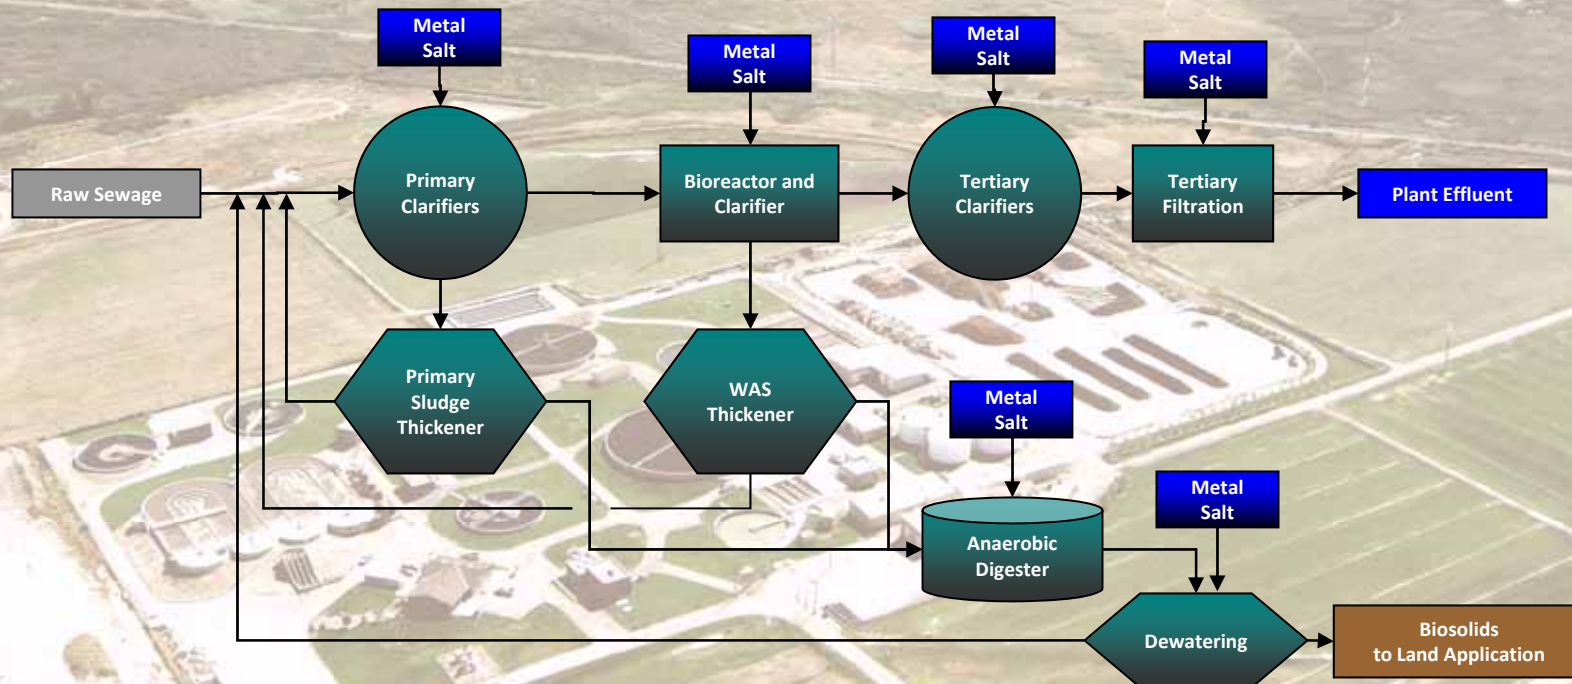 Metal
Salt
Metal
Salt
Metal
Salt
Metal
Salt
Raw Sewage
Primary
Clarifiers
Bioreactor and
Clarifier
Tertiary
Clarifiers
Tertiary
Filtration
Plant Effluent
Primary
Sludge
Thickener
WAS
Thickener
Metal
Salt
Metal
Salt
Anaerobic
Digester
Dewatering
Biosolids
to Land Application